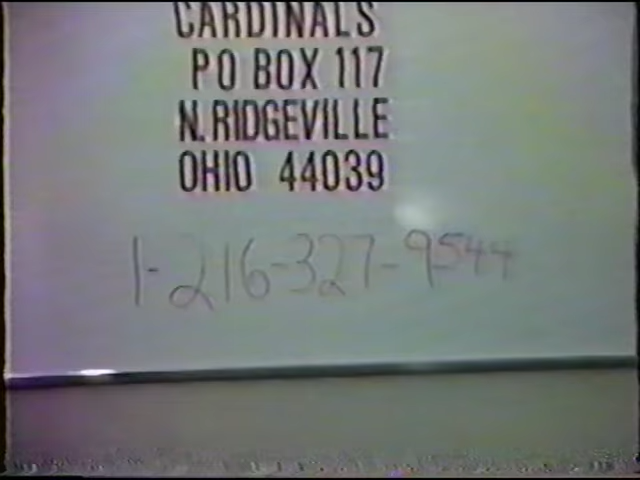 CARDINALS
PO BOX 117
N. RIDGEVILLE
OHIO 44039
1-216-327-9544